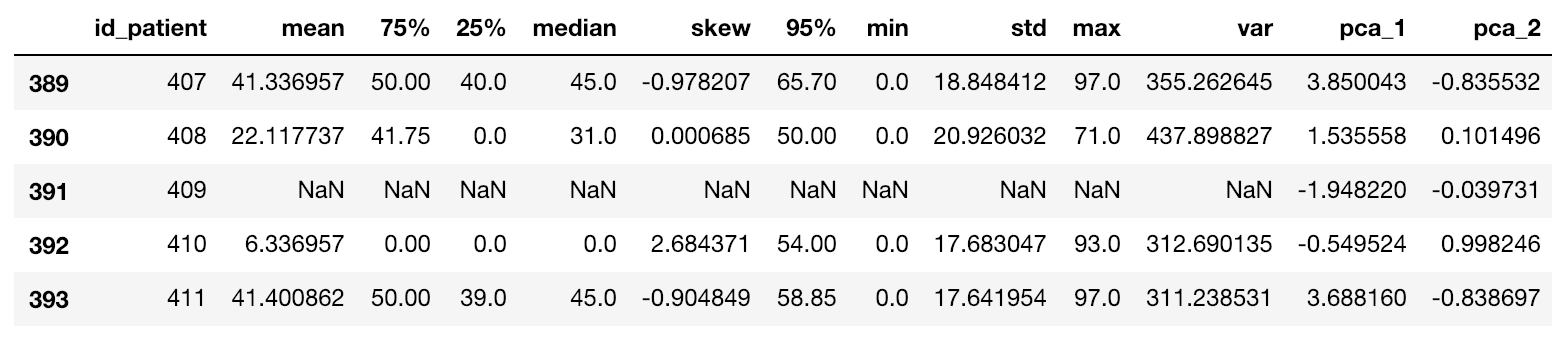 id_patient mean 75% 25% median skew 95% min std max var pca_1 pca_2
389 407 41.336957 50.00 40.0 45.0 -0.978207 65.70 0.0 18.848412 97.0 355.262645 3.850043 -0.835532
390 408 22.117737 41.75 0.0 31.0 0.000685 50.00 0.0 20.926032 71.0 437.898827 1.535558 0.101496
391 409 NaN NaN NaN NaN NaN NaN NaN NaN NaN NaN -1.948220 -0.039731
392 410 6.336957 0.00 0.0 0.0 2.684371 54.00 0.0 17.683047 93.0 312.690135 -0.549524 0.998246
393 411 41.400862 50.00 39.0 45.0 -0.904849 58.85 0.0 17.641954 97.0 311.238531 3.688160 -0.838697